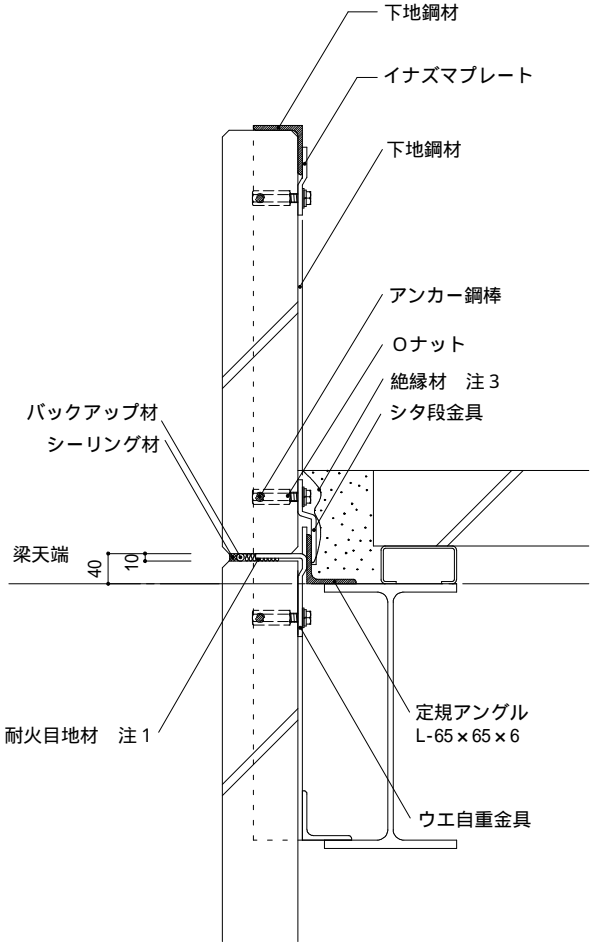 下地鋼材
イナズマプレート
下地鋼材
アンカー鋼棒
Oナット
絶縁材　注3
シタ段金具
バックアップ材
シーリング材
梁天端
40
10
耐火目地材　注1
定規アングル
L-65×65×6
ウエ自重金具